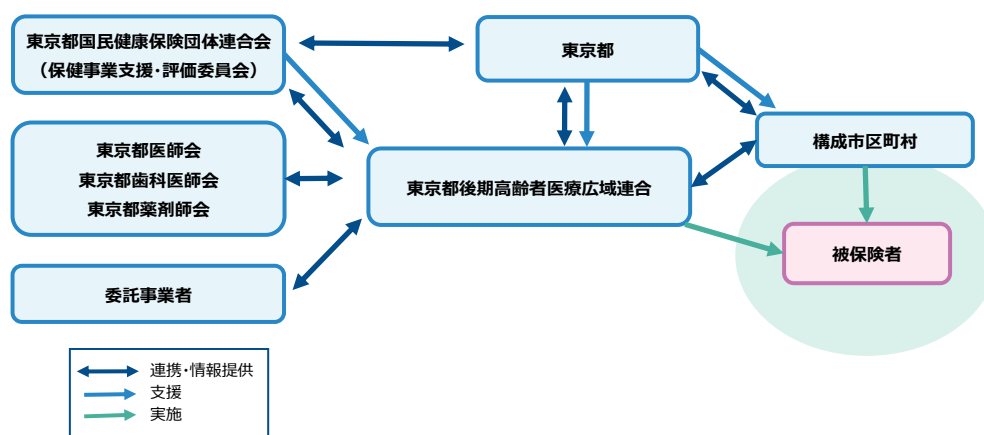 東京都国民健康保険団体連合会
（保健事業支援・評価委員会）
東京都
構成市区町村
東京都医師会
東京都歯科医師会
東京都薬剤師会
東京都後期高齢者医療広域連合
被保険者
委託事業者
連携・情報提供
支援
実施